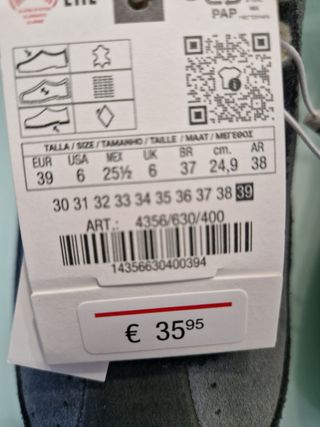 PAP
TALLA / SIZE / TAMANHO / TAILLE / MAAT / ΜΕΓΕΘΟΣ
EUR USA MEX UK BR cm. AR
39 6 25½ 6 37 24,9 38
30 31 32 33 34 35 36 37 38 39
ART.: 4356/630/400
14356630400394
€ 35⁹⁵